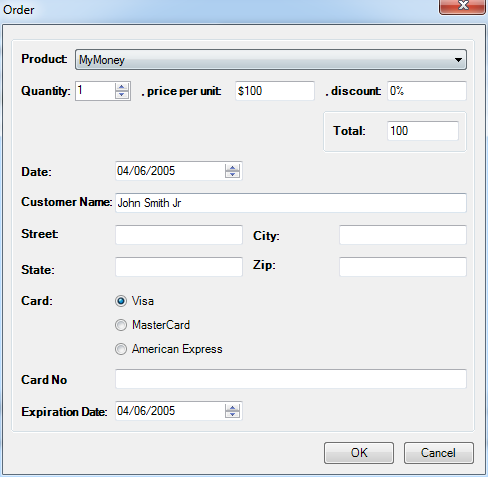 Order
Product: MyMoney
Quantity: 1 , price per unit: $100 , discount: 0%
Total: 100
Date: 04/06/2005
Customer Name: John Smith Jr
Street: City:
State: Zip:
Card: Visa
MasterCard
American Express
Card No
Expiration Date: 04/06/2005
OK Cancel